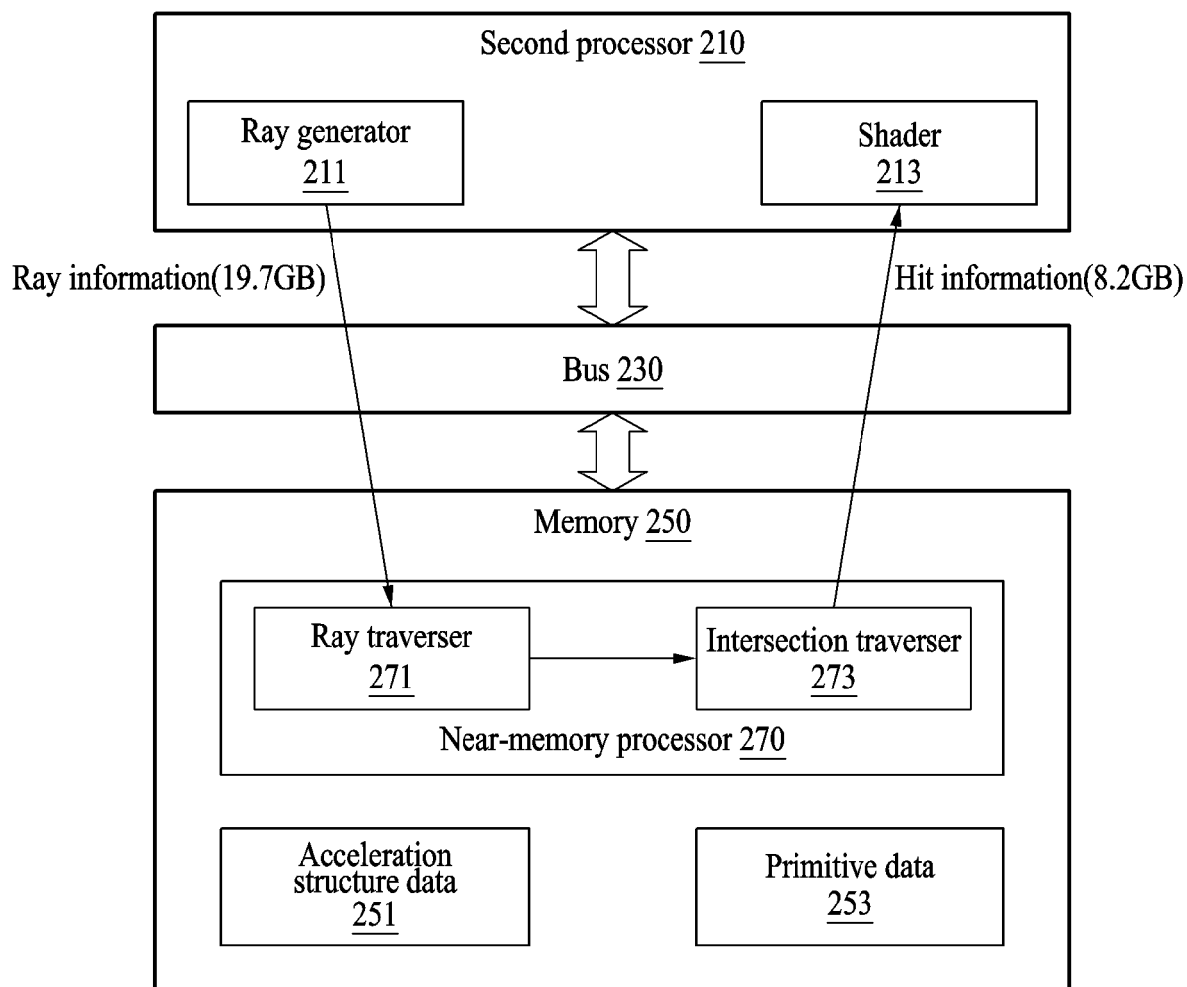 Second processor 210
Ray generator
211
Shader
213
Ray information(19.7GB)
Hit information(8.2GB)
Bus 230
Memory 250
Ray traverser
271
Intersection traverser
273
Near-memory processor 270
Acceleration
structure data
251
Primitive data
253